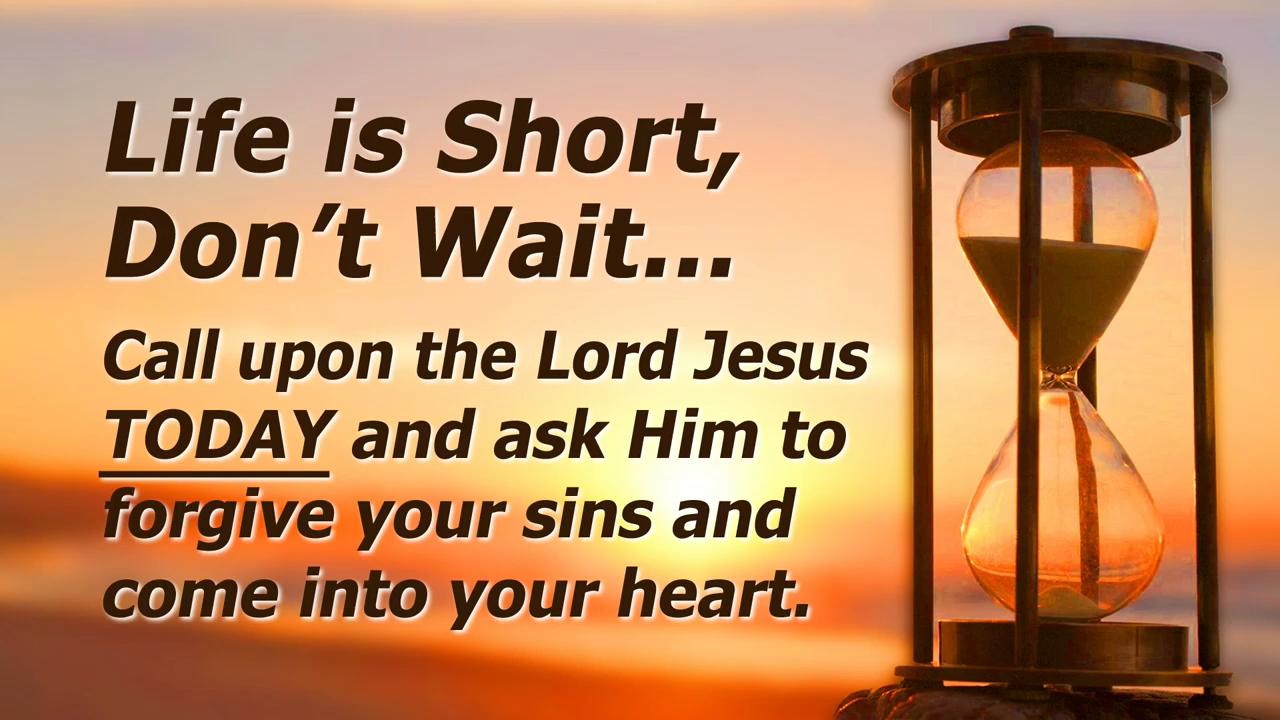 Life is Short,
Don’t Wait...
Call upon the Lord Jesus
TODAY and ask Him to
forgive your sins and
come into your heart.